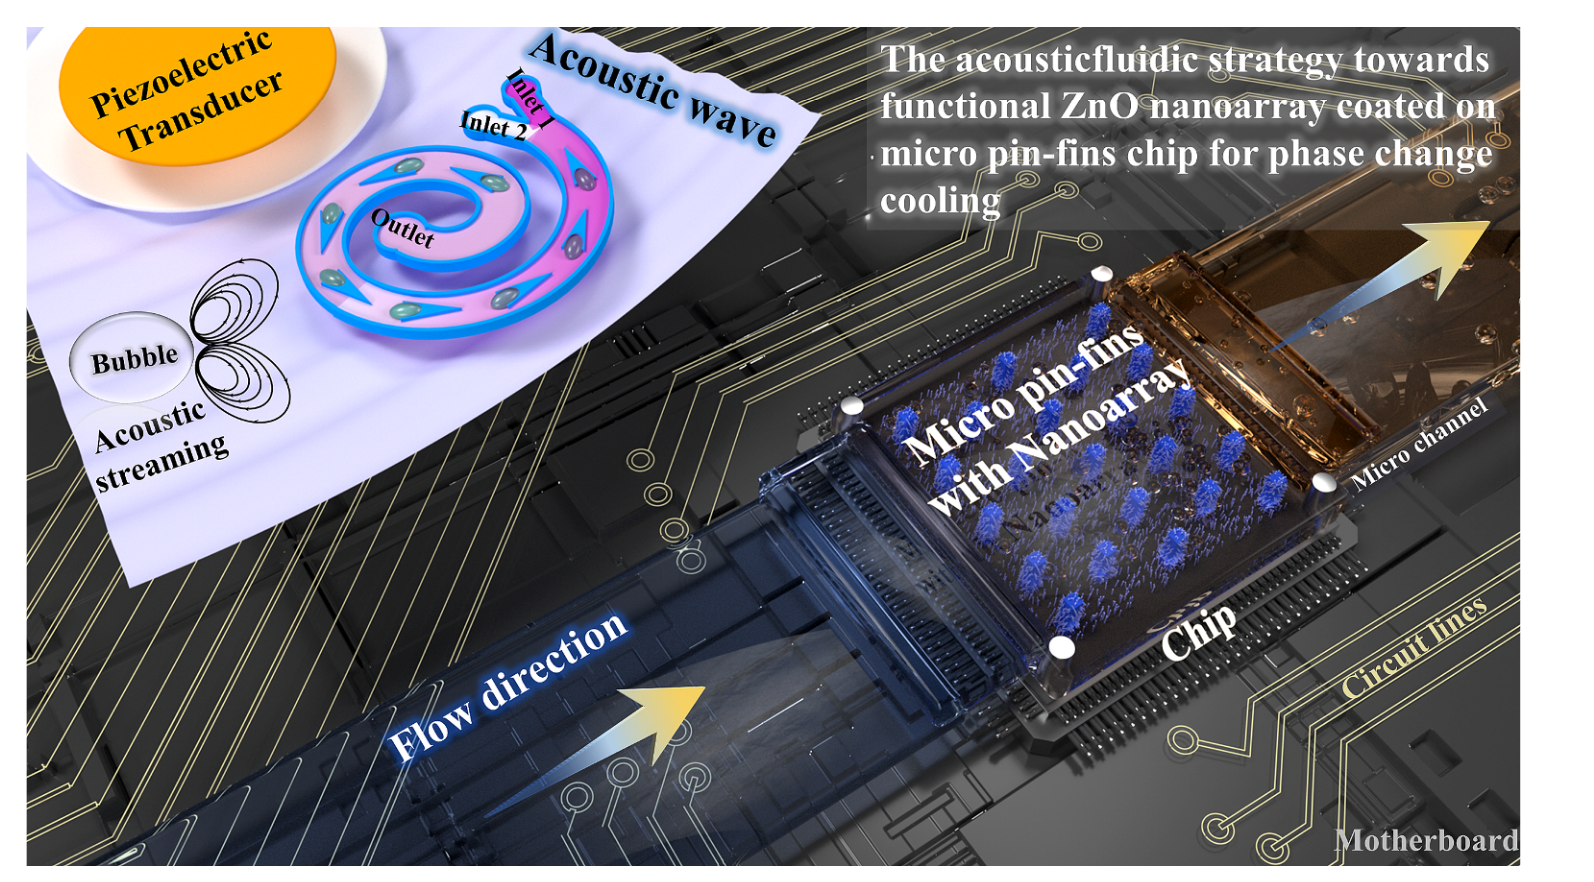 Piezoelectric
Transducer
Acoustic wave
Inlet 1
Inlet 2
Outlet
Bubble
Acoustic
streaming
The acousticfluidic strategy towards
functional ZnO nanoarray coated on
micro pin-fins chip for phase change
cooling
Micro pin-fins
with Nanoarray
Micro channel
Flow direction
Chip
Circuit lines
Motherboard